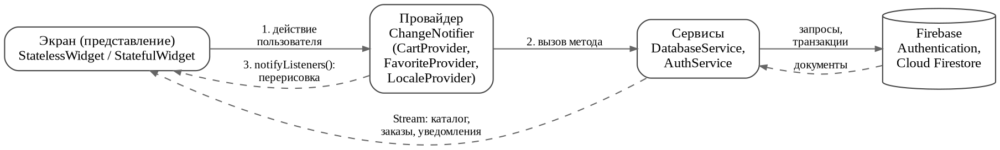 Экран (представление)
StatelessWidget / StatefulWidget
1. действие
пользователя
3. notifyListeners():
перерисовка
Провайдер
ChangeNotifier
(CartProvider,
FavoriteProvider,
LocaleProvider)
2. вызов метода
Сервисы
DatabaseService,
AuthService
запросы,
транзакции
документы
Firebase
Authentication,
Cloud Firestore
Stream: каталог,
заказы, уведомления